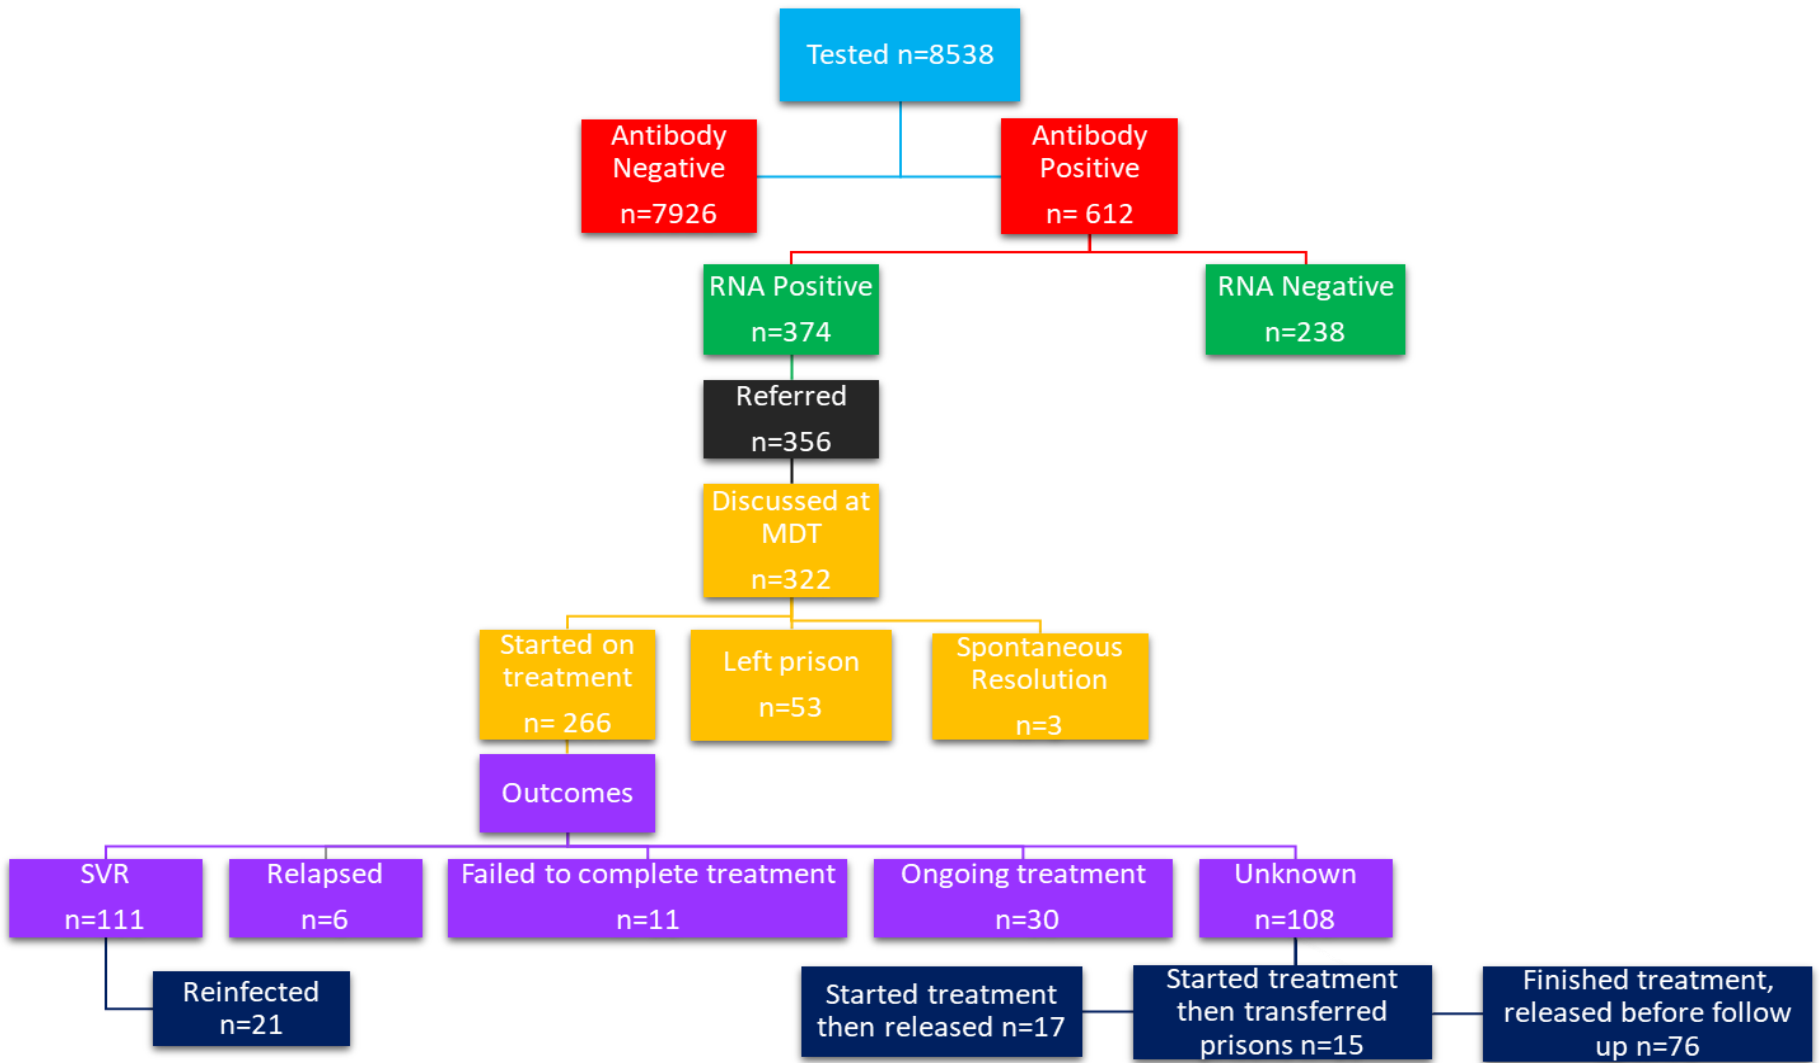 Tested n=8538
Antibody
Negative
n=7926
Antibody
Positive
n= 612
RNA Positive
n=374
RNA Negative
n=238
Referred
n=356
Discussed at
MDT
n=322
Started on
treatment
n= 266
Left prison
n=53
Spontaneous
Resolution
n=3
Outcomes
SVR
n=111
Relapsed
n=6
Failed to complete treatment
n=11
Ongoing treatment
n=30
Unknown
n=108
Reinfected
n=21
Started treatment
then released n=17
Started treatment
then transferred
prisons n=15
Finished treatment,
released before follow
up n=76